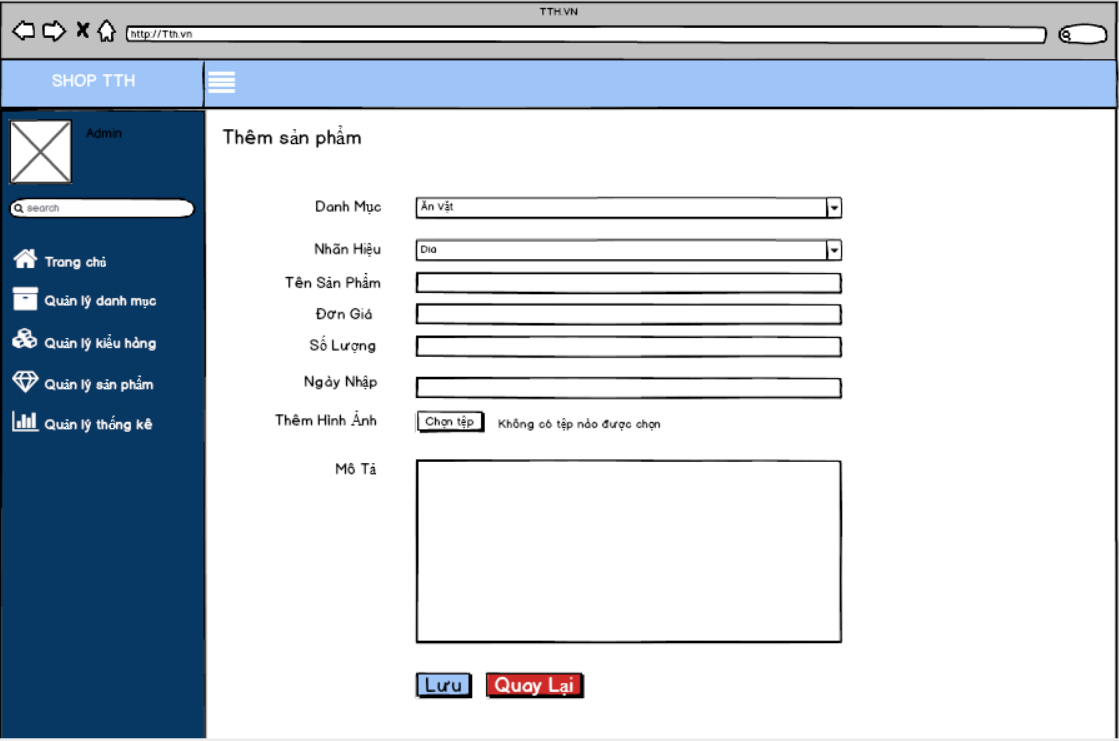 TTH.VN
http://Tth.vn
SHOP TTH
Admin
search
Trang chủ
Quản lý danh mục
Quản lý kiểu hàng
Quản lý sản phẩm
Quản lý thống kê
Thêm sản phẩm
Danh Mục
Ăn Vặt
Nhãn Hiệu
Dia
Tên Sản Phẩm
Đơn Giá
Số Lượng
Ngày Nhập
Thêm Hình Ảnh
Chọn tệp Không có tệp nào được chọn
Mô Tả
Lưu Quay Lại